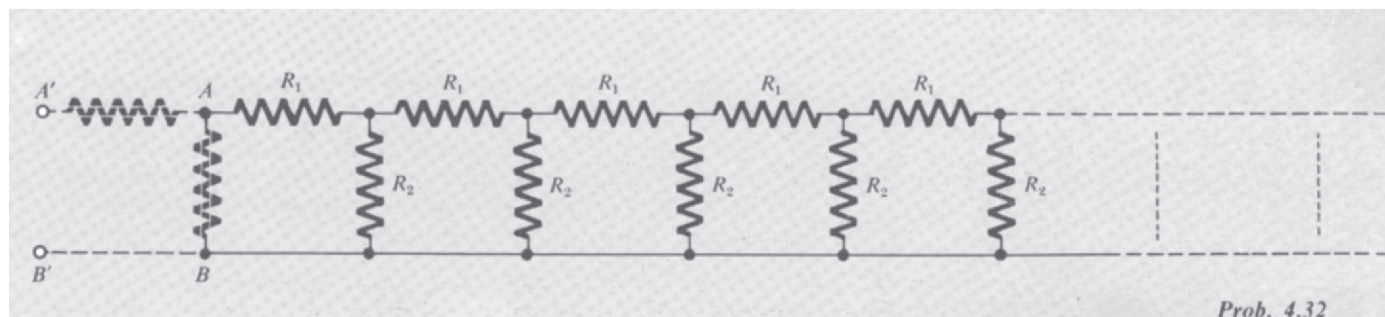 R₁ R₁ R₁ R₁ R₁
A′ A
R₂ R₂ R₂ R₂ R₂
B′ B
Prob. 4.32